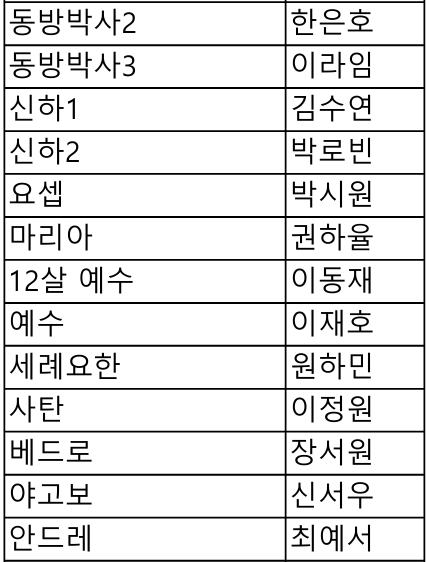 동방박사2 한은호
동방박사3 이라임
신하1 김수연
신하2 박로빈
요셉 박시원
마리아 권하율
12살 예수 이동재
예수 이재호
세례요한 원하민
사탄 이정원
베드로 장서원
야고보 신서우
안드레 최예서